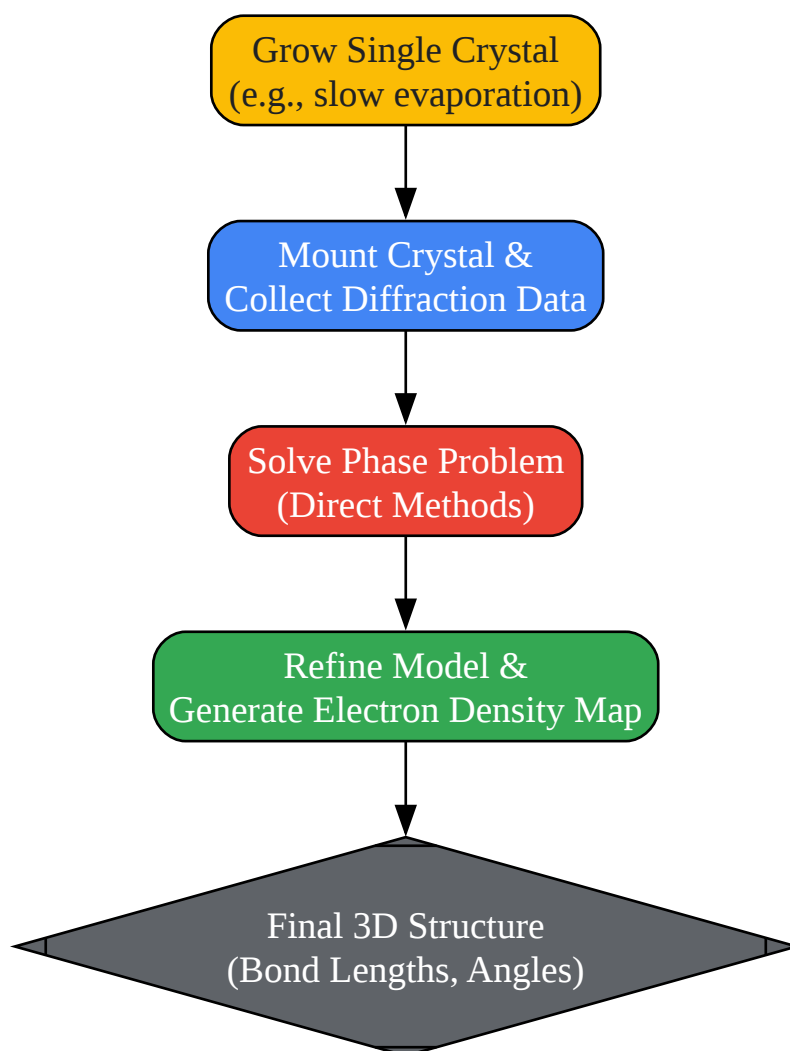 Grow Single Crystal
(e.g., slow evaporation)
Mount Crystal &
Collect Diffraction Data
Solve Phase Problem
(Direct Methods)
Refine Model &
Generate Electron Density Map
Final 3D Structure
(Bond Lengths, Angles)